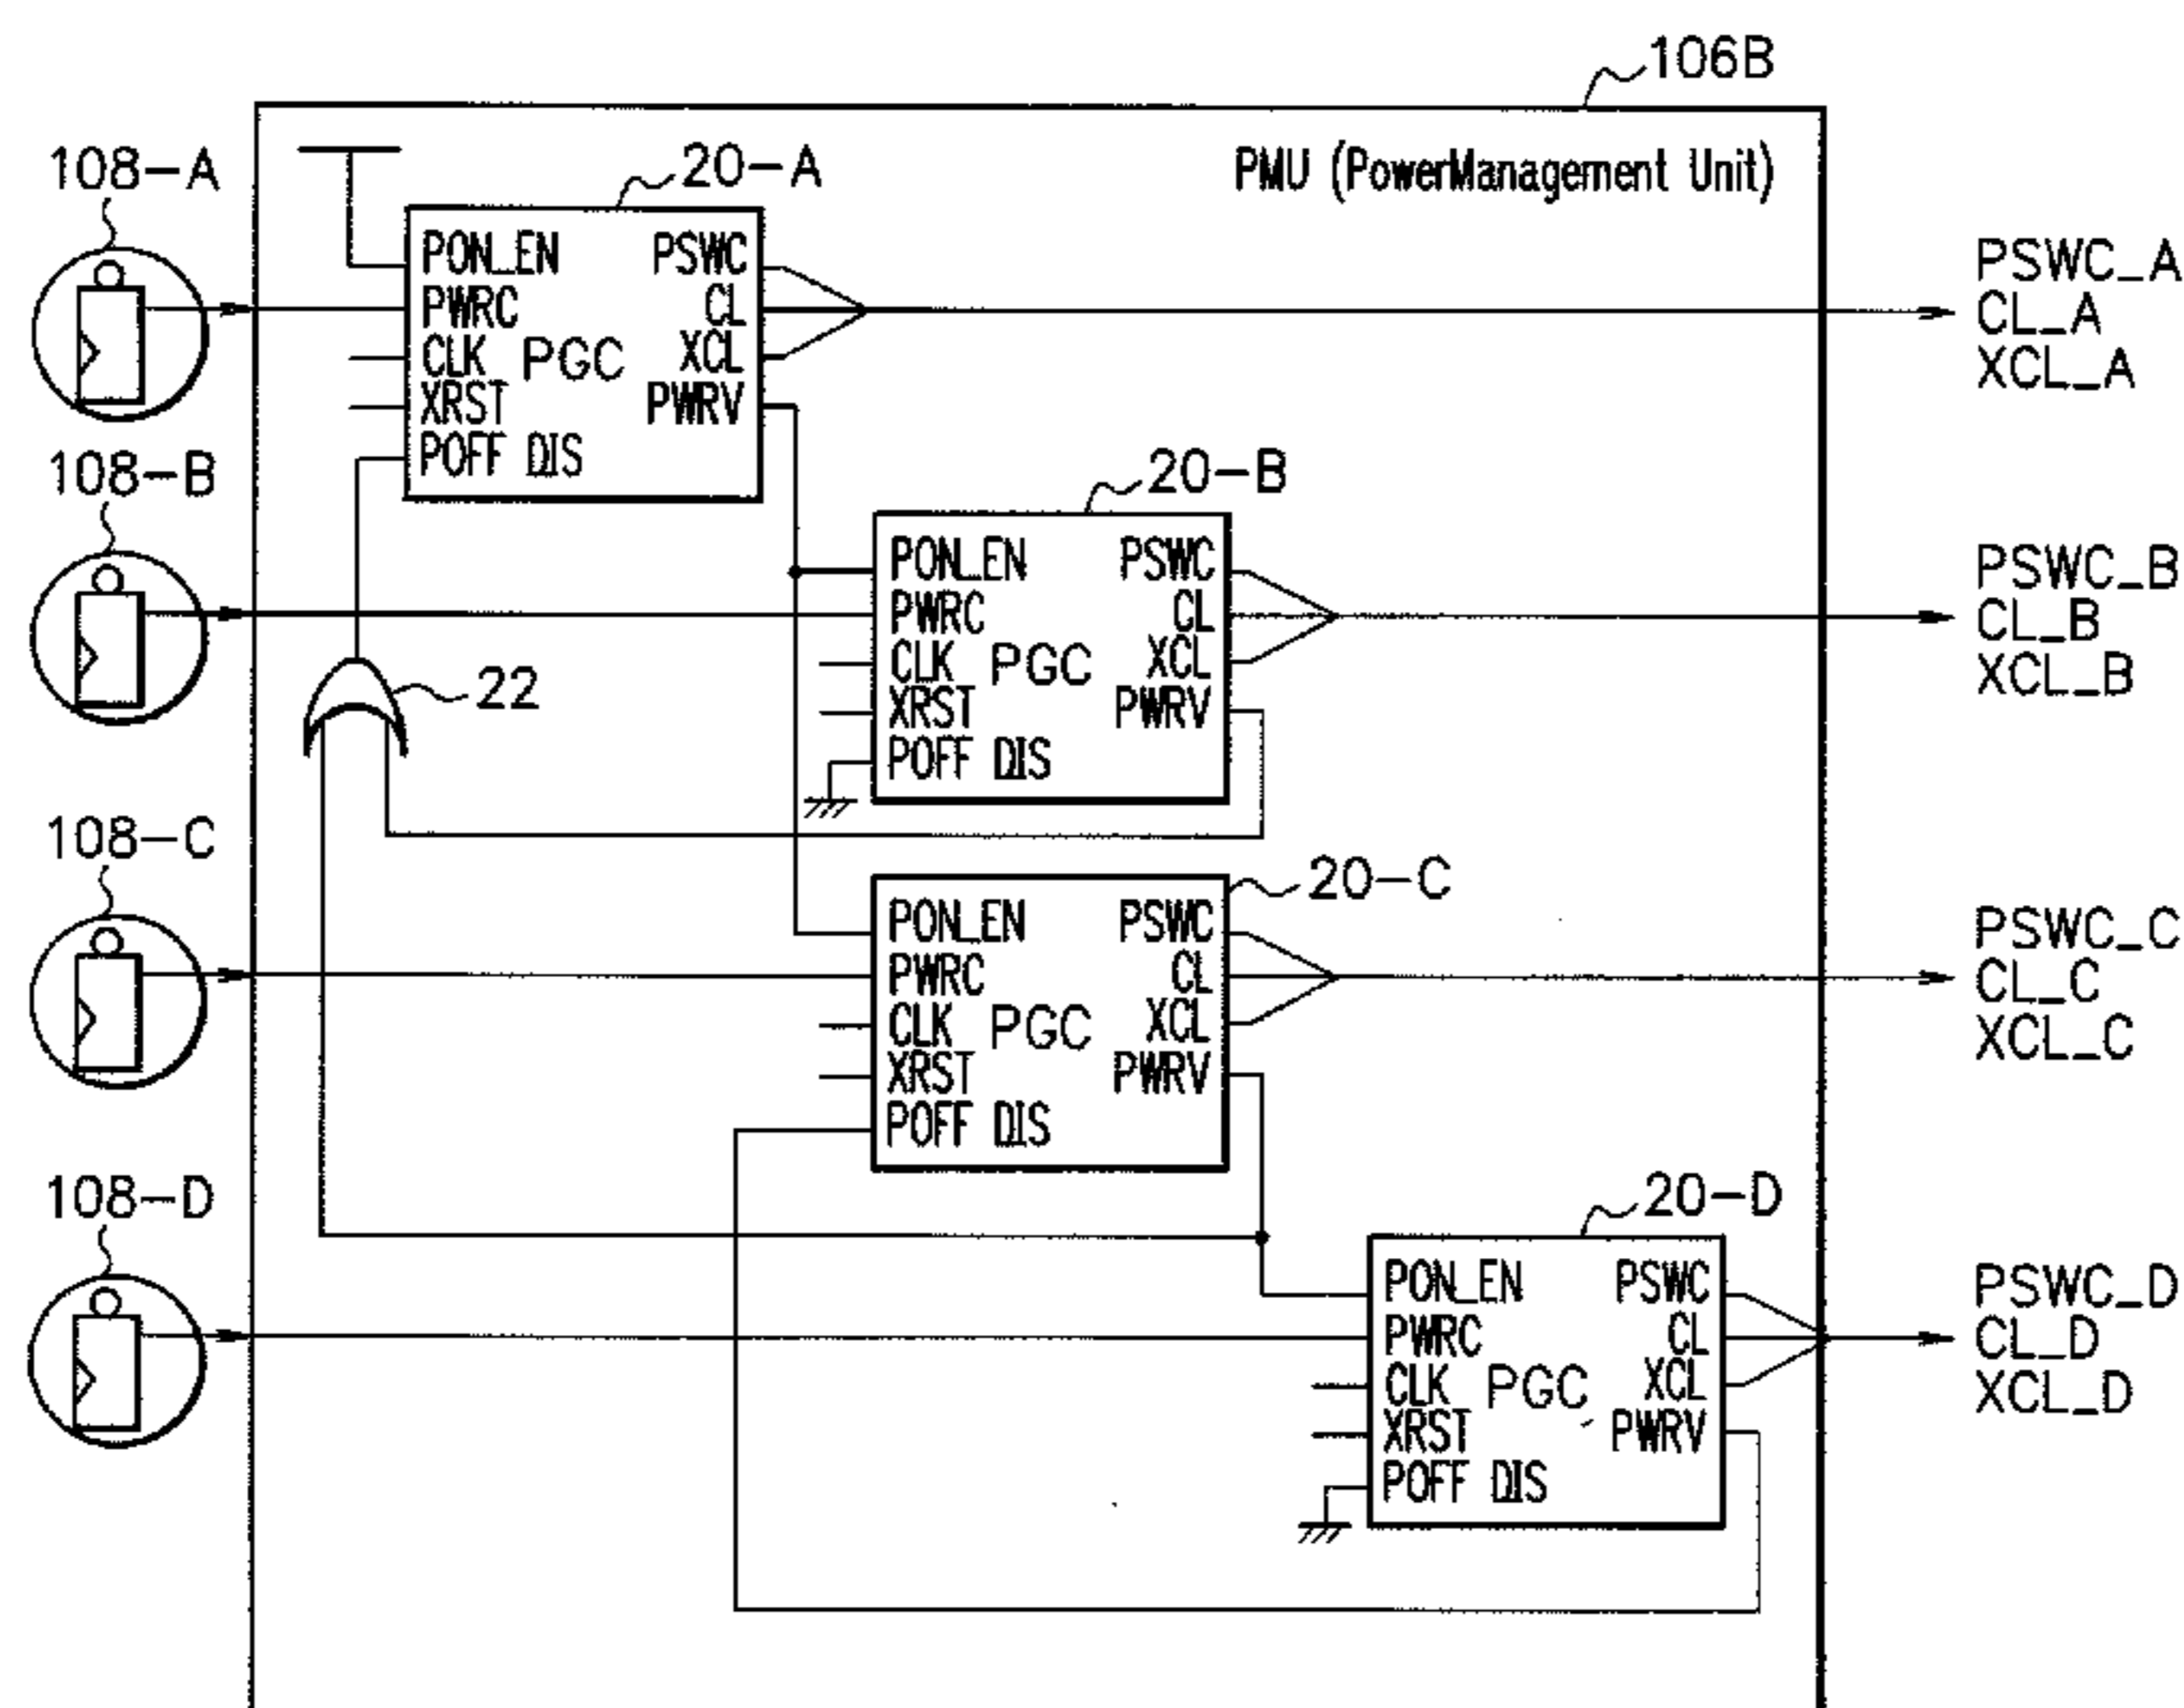 106B
PMU (PowerManagement Unit)
108-A
20-A
PON_EN
PWRC
CLK
XRST
POFF DIS
PGC
PSWC
CL
XCL
PWRV
PSWC_A
CL_A
XCL_A
108-B
20-B
PON_EN
PWRC
CLK
XRST
POFF DIS
PGC
PSWC
CL
XCL
PWRV
PSWC_B
CL_B
XCL_B
22
108-C
20-C
PON_EN
PWRC
CLK
XRST
POFF DIS
PGC
PSWC
CL
XCL
PWRV
PSWC_C
CL_C
XCL_C
108-D
20-D
PON_EN
PWRC
CLK
XRST
POFF DIS
PGC
PSWC
CL
XCL
PWRV
PSWC_D
CL_D
XCL_D